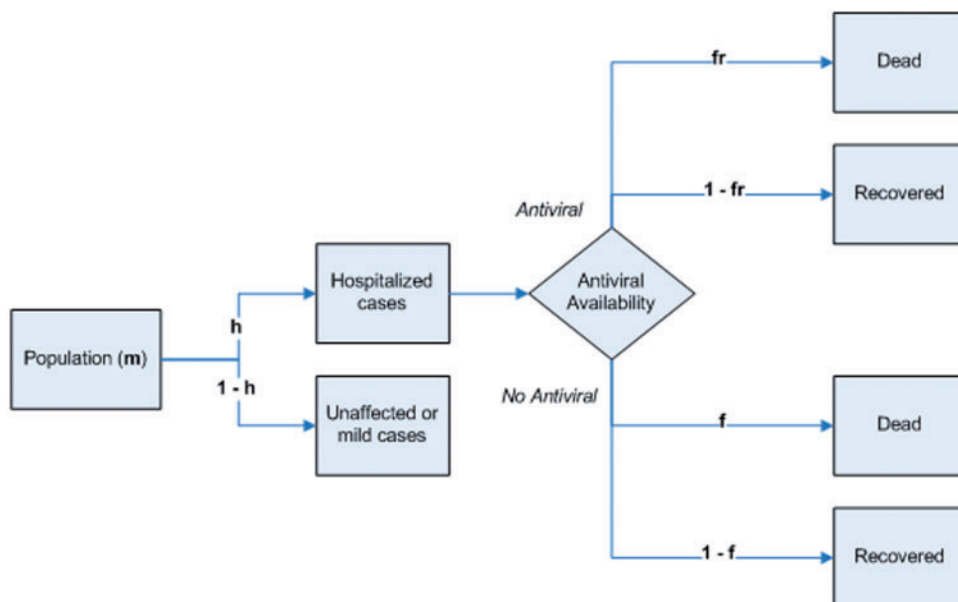 fr
Dead
1 - fr
Recovered
Antiviral
Hospitalized
cases
Antiviral
Availability
h
Population (m)
1 - h
Unaffected or
mild cases
No Antiviral
f
Dead
1 - f
Recovered